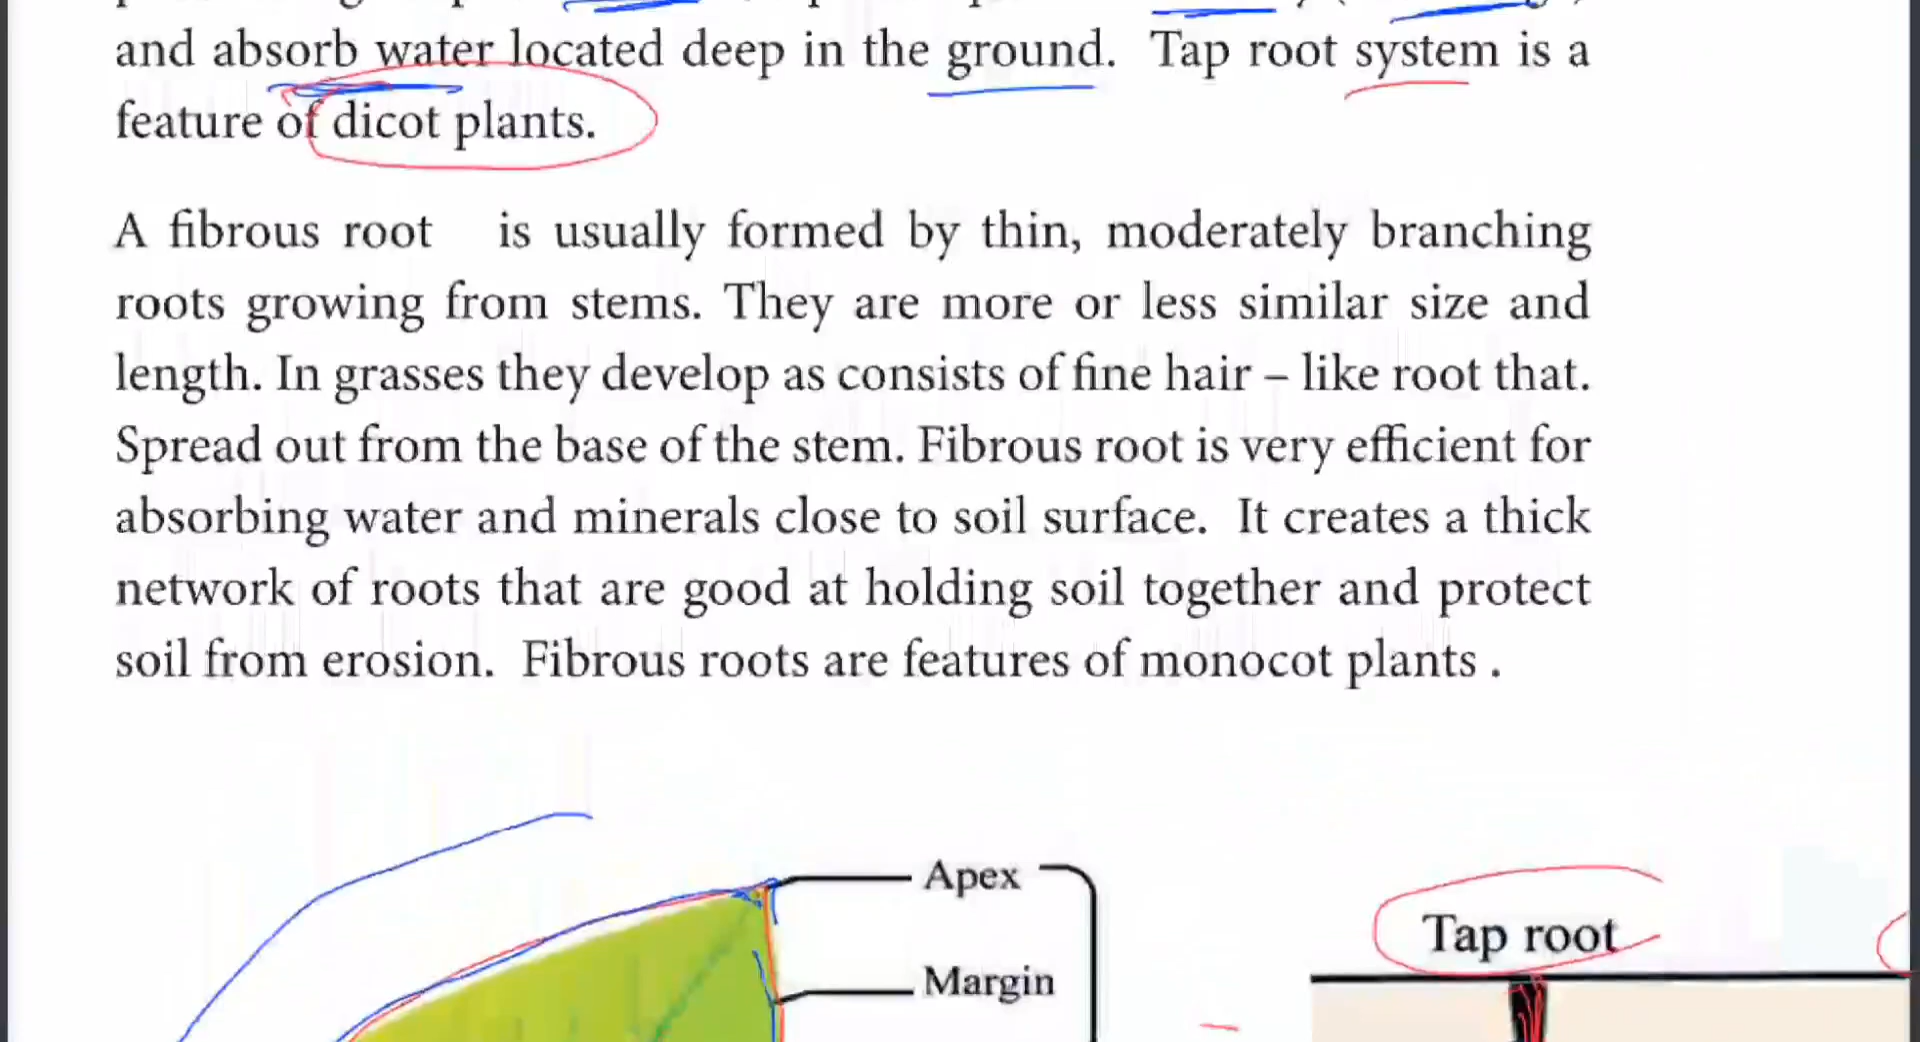 and absorb water located deep in the ground. Tap root system is a
feature of dicot plants.
A fibrous root is usually formed by thin, moderately branching
roots growing from stems. They are more or less similar size and
length. In grasses they develop as consists of fine hair – like root that.
Spread out from the base of the stem. Fibrous root is very efficient for
absorbing water and minerals close to soil surface. It creates a thick
network of roots that are good at holding soil together and protect
soil from erosion. Fibrous roots are features of monocot plants .
Apex
Tap root
Margin